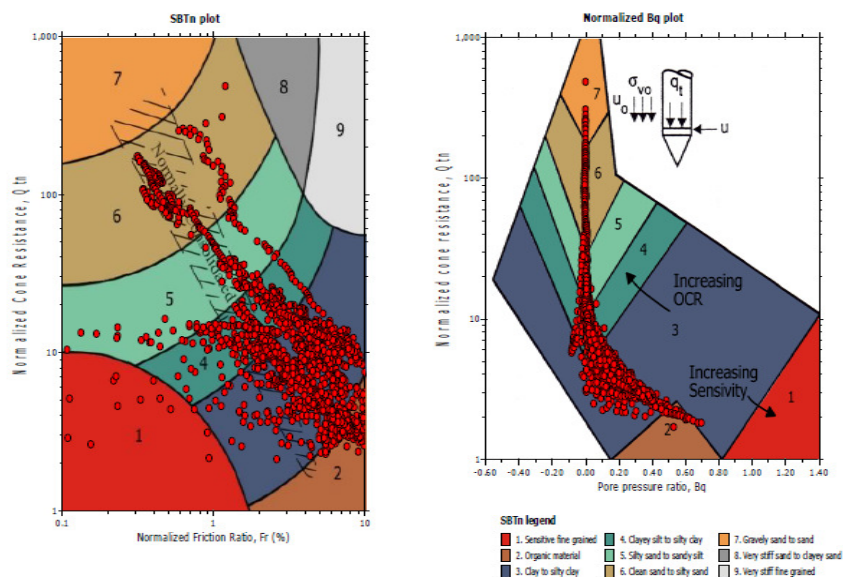 SBTn plot
1,000
100
10
1
0.1
1
10
Normalized Cone Resistance, Qtn
Normalized Friction Ratio, Fr (%)
7
8
9
6
5
4
3
1
2
Normally consolidated
Normalized Bq plot
1,000
100
10
1
-0.60
-0.40
-0.20
0.00
0.20
0.40
0.60
0.80
1.00
1.20
1.40
Normalized cone resistance, Qtn
Pore pressure ratio, Bq
σvo
qt
uo
u
7
6
5
4
3
2
1
Increasing
OCR
Increasing
Sensivity
SBTn legend
1. Sensitive fine grained
2. Organic material
3. Clay to silty clay
4. Clayey silt to silty clay
5. Silty sand to sandy silt
6. Clean sand to silty sand
7. Gravely sand to sand
8. Very stiff sand to clayey sand
9. Very stiff fine grained